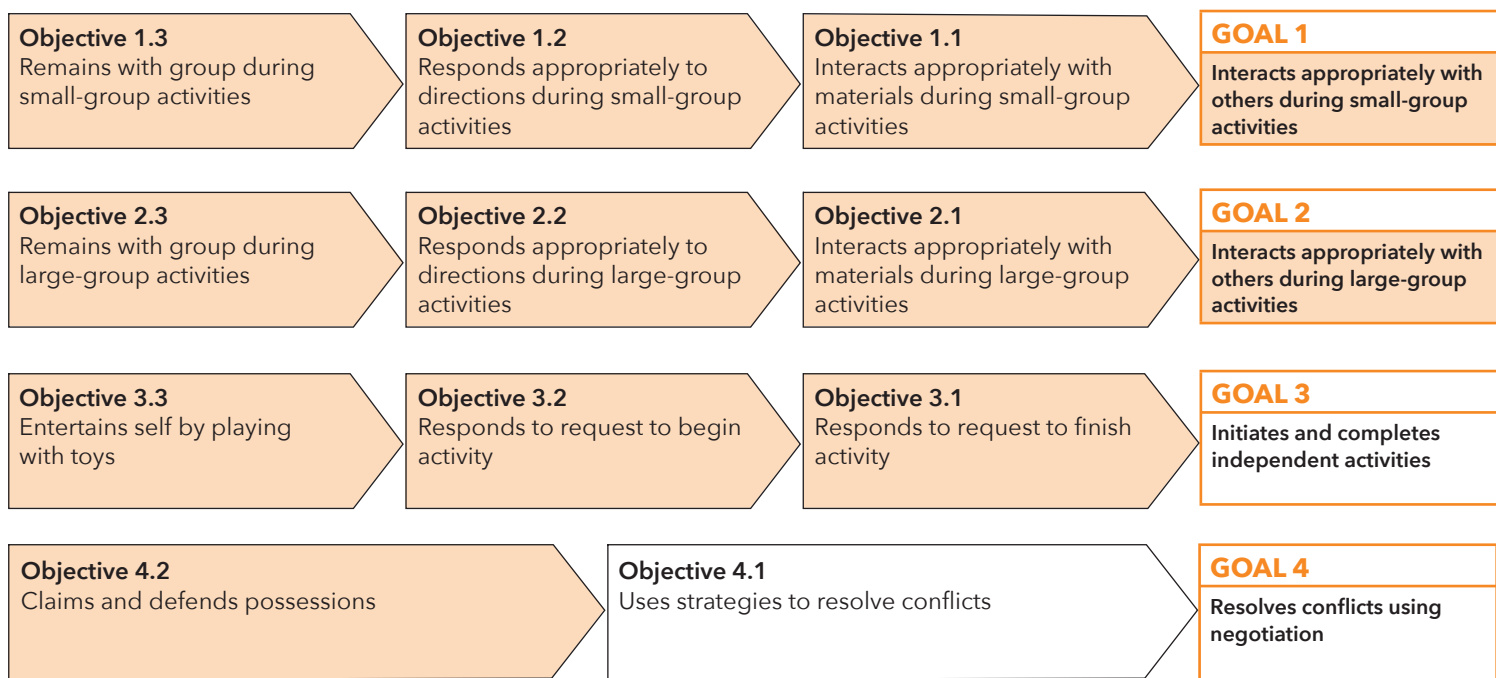 Objective 1.3
Remains with group during
small-group activities
Objective 1.2
Responds appropriately to
directions during small-group
activities
Objective 1.1
Interacts appropriately with
materials during small-group
activities
GOAL 1
Interacts appropriately with
others during small-group
activities
Objective 2.3
Remains with group during
large-group activities
Objective 2.2
Responds appropriately to
directions during large-group
activities
Objective 2.1
Interacts appropriately with
materials during large-group
activities
GOAL 2
Interacts appropriately with
others during large-group
activities
Objective 3.3
Entertains self by playing
with toys
Objective 3.2
Responds to request to begin
activity
Objective 3.1
Responds to request to finish
activity
GOAL 3
Initiates and completes
independent activities
Objective 4.2
Claims and defends possessions
Objective 4.1
Uses strategies to resolve conflicts
GOAL 4
Resolves conflicts using
negotiation